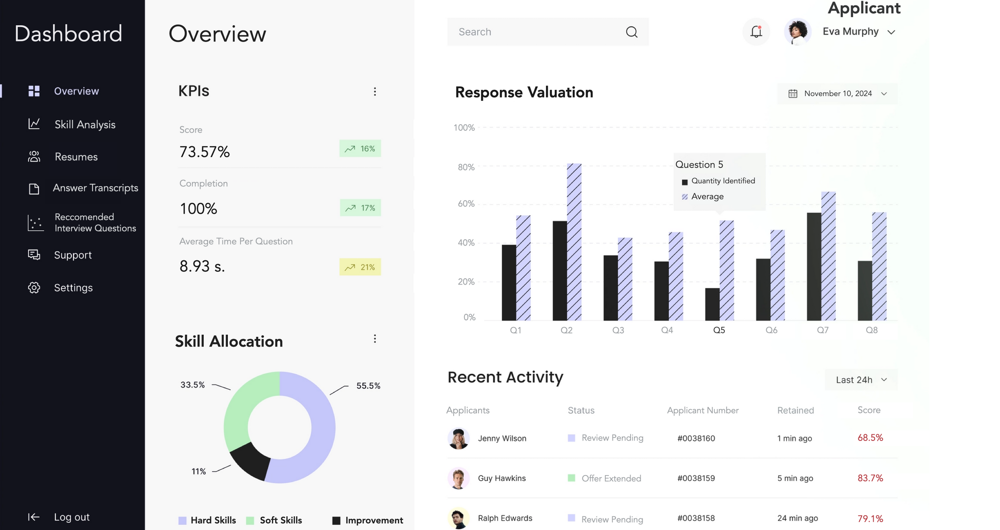 Dashboard
Overview
Skill Analysis
Resumes
Answer Transcripts
Reccomended
Interview Questions
Support
Settings
Log out
Overview
KPIs
Score
73.57%
16%
Completion
100%
17%
Average Time Per Question
8.93 s.
21%
Skill Allocation
33.5%
55.5%
11%
Hard Skills Soft Skills Improvement
Applicant
Search
Eva Murphy
Response Valuation
November 10, 2024
100%
80%
60%
40%
20%
0%
Question 5
Quantity Identified
Average
Q1 Q2 Q3 Q4 Q5 Q6 Q7 Q8
Recent Activity
Last 24h
Applicants Status Applicant Number Retained Score
Jenny Wilson Review Pending #0038160 1 min ago 68.5%
Guy Hawkins Offer Extended #0038159 5 min ago 83.7%
Ralph Edwards Review Pending #0038158 24 min ago 79.1%